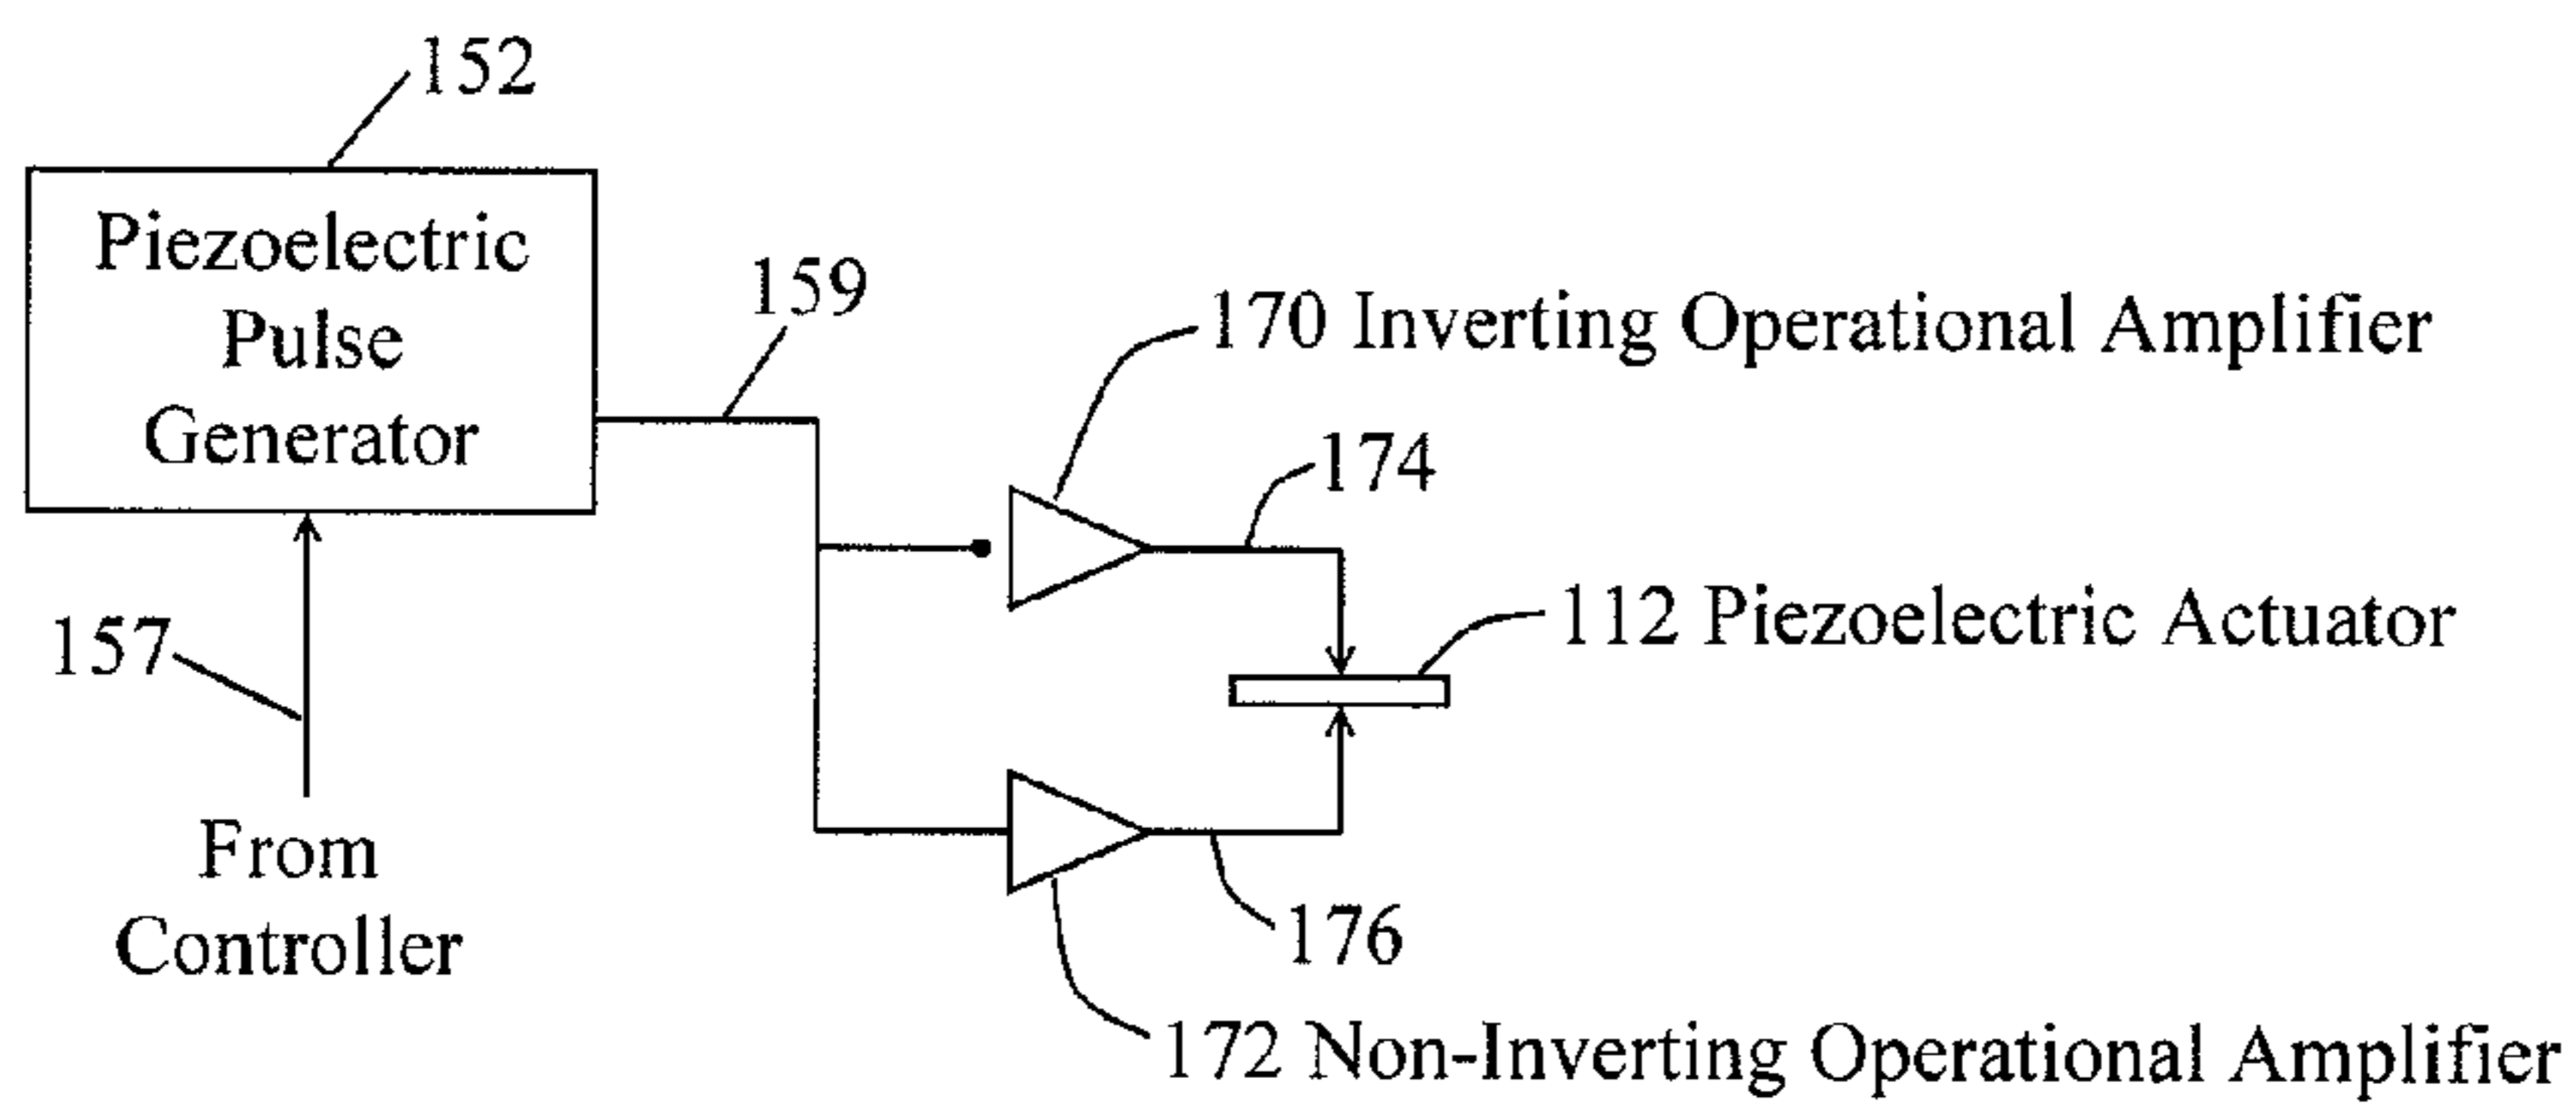 152
Piezoelectric
Pulse
Generator
159
170 Inverting Operational Amplifier
174
112 Piezoelectric Actuator
157
From
Controller
176
172 Non-Inverting Operational Amplifier